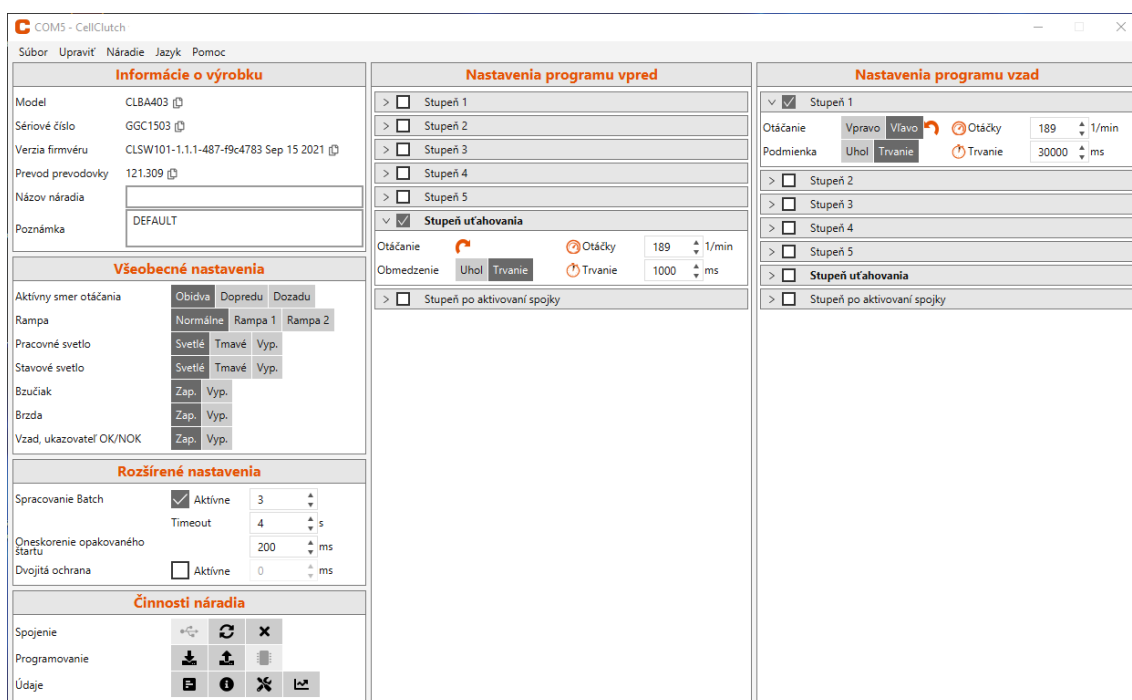 COM5 - CellClutch
Súbor Upraviť Náradie Jazyk Pomoc
Informácie o výrobku
Model CLBA403
Sériové číslo GGC1503
Verzia firmvéru CLSW101-1.1.1-487-f9c4783 Sep 15 2021
Prevod prevodovky 121.309
Názov náradia
Poznámka DEFAULT
Všeobecné nastavenia
Aktívny smer otáčania Obidva Dopredu Dozadu
Rampa Normálne Rampa 1 Rampa 2
Pracovné svetlo Svetlé Tmavé Vyp.
Stavové svetlo Svetlé Tmavé Vyp.
Bzučiak Zap. Vyp.
Brzda Zap. Vyp.
Vzad, ukazovateľ OK/NOK Zap. Vyp.
Rozšírené nastavenia
Spracovanie Batch Aktívne 3
Timeout 4 s
Oneskorenie opakovaného
štartu 200 ms
Dvojitá ochrana Aktívne 0 ms
Činnosti náradia
Spojenie
Programovanie
Údaje
Nastavenia programu vpred
Stupeň 1
Stupeň 2
Stupeň 3
Stupeň 4
Stupeň 5
Stupeň uťahovania
Otáčanie Otáčky 189 1/min
Obmedzenie Uhol Trvanie Trvanie 1000 ms
Stupeň po aktivovaní spojky
Nastavenia programu vzad
Stupeň 1
Otáčanie Vpravo Vľavo Otáčky 189 1/min
Podmienka Uhol Trvanie Trvanie 30000 ms
Stupeň 2
Stupeň 3
Stupeň 4
Stupeň 5
Stupeň uťahovania
Stupeň po aktivovaní spojky